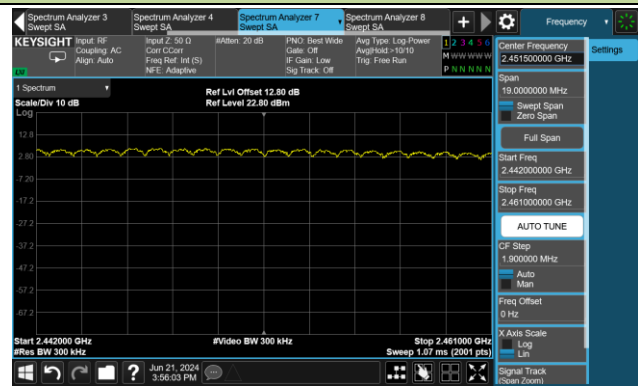 Spectrum Analyzer 3
Swept SA
Spectrum Analyzer 4
Swept SA
Spectrum Analyzer 7
Swept SA
Spectrum Analyzer 8
Swept SA
Frequency
KEYSIGHT
Input: RF
Coupling: AC
Align: Auto
Input Z: 50 Ω
Corr CCorr
Freq Ref: Int (S)
NFE: Adaptive
#Atten: 20 dB
PNO: Best Wide
Gate: Off
IF Gain: Low
Sig Track: Off
Avg Type: Log-Power
Avg|Hold:>10/10
Trig: Free Run
1 2 3 4 5 6
M W W W W W
P N N N N N
1 Spectrum
Scale/Div 10 dB
Log
Ref Lvl Offset 12.80 dB
Ref Level 22.80 dBm
12.8
2.80
-7.20
-17.2
-27.2
-37.2
-47.2
-57.2
-67.2
Start 2.442000 GHz
#Res BW 300 kHz
#Video BW 300 kHz
Stop 2.461000 GHz
Sweep 1.07 ms (2001 pts)
Center Frequency
2.451500000 GHz
Settings
Span
19.0000000 MHz
Swept Span
Zero Span
Full Span
Start Freq
2.442000000 GHz
Stop Freq
2.461000000 GHz
AUTO TUNE
CF Step
1.900000 MHz
Auto
Man
Freq Offset
0 Hz
X Axis Scale
Log
Lin
Signal Track
(Span Zoom)
Jun 21, 2024
3:56:03 PM